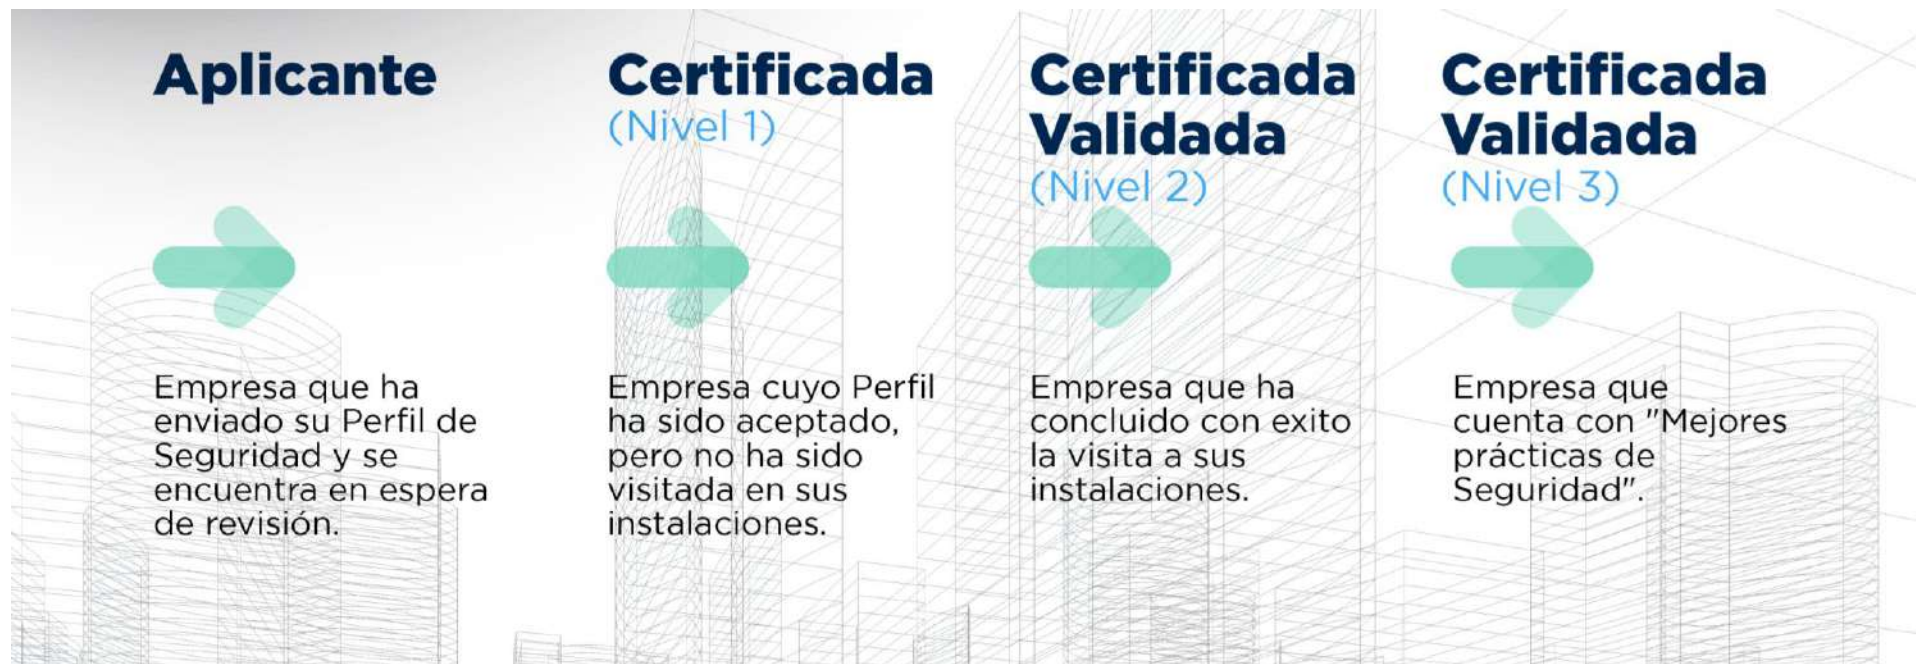 Aplicante
Empresa que ha
enviado su Perfil de
Seguridad y se
encuentra en espera
de revisión.
Certificada
(Nivel 1)
Empresa cuyo Perfil
ha sido aceptado,
pero no ha sido
visitada en sus
instalaciones.
Certificada
Validada
(Nivel 2)
Empresa que ha
concluido con exito
la visita a sus
instalaciones.
Certificada
Validada
(Nivel 3)
Empresa que
cuenta con "Mejores
prácticas de
Seguridad".